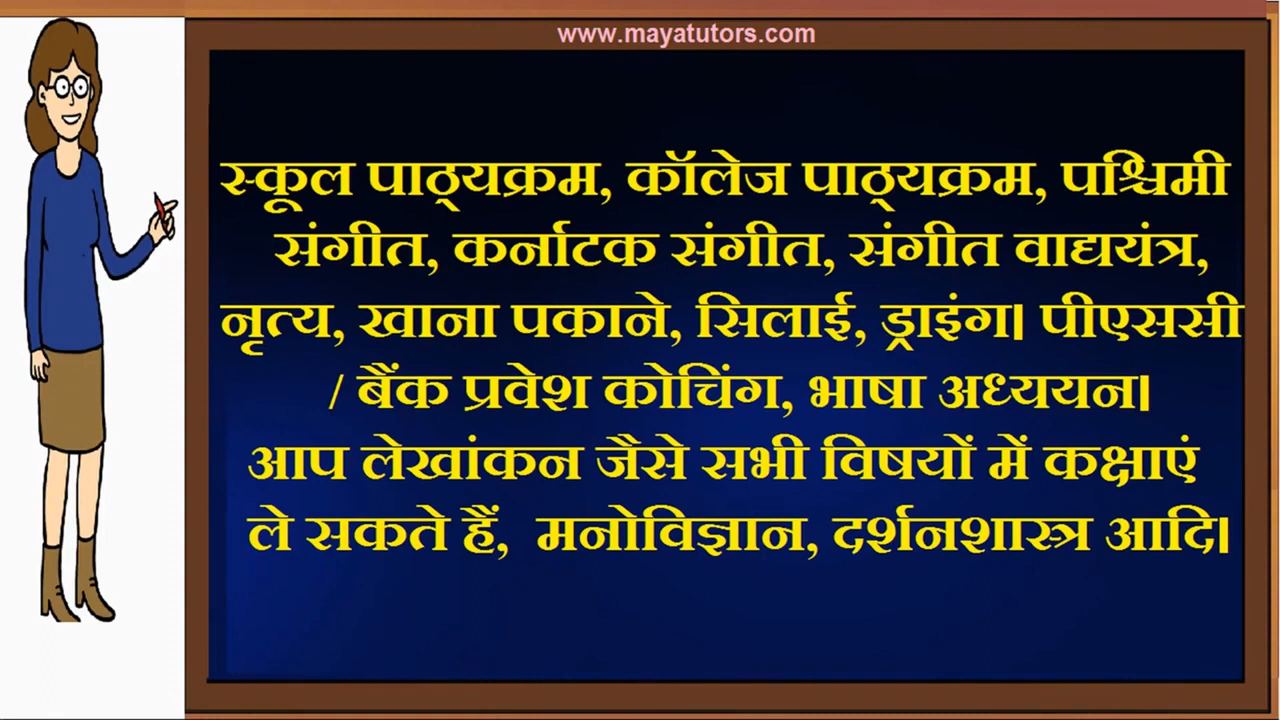 www.mayatutors.com
स्कूल पाठ्यक्रम, कॉलेज पाठ्यक्रम, पश्चिमी
संगीत, कर्नाटक संगीत, संगीत वाद्ययंत्र,
नृत्य, खाना पकाने, सिलाई, ड्राइंग। पीएससी
/ बैंक प्रवेश कोचिंग, भाषा अध्ययन।
आप लेखांकन जैसे सभी विषयों में कक्षाएं
ले सकते हैं, मनोविज्ञान, दर्शनशास्त्र आदि।